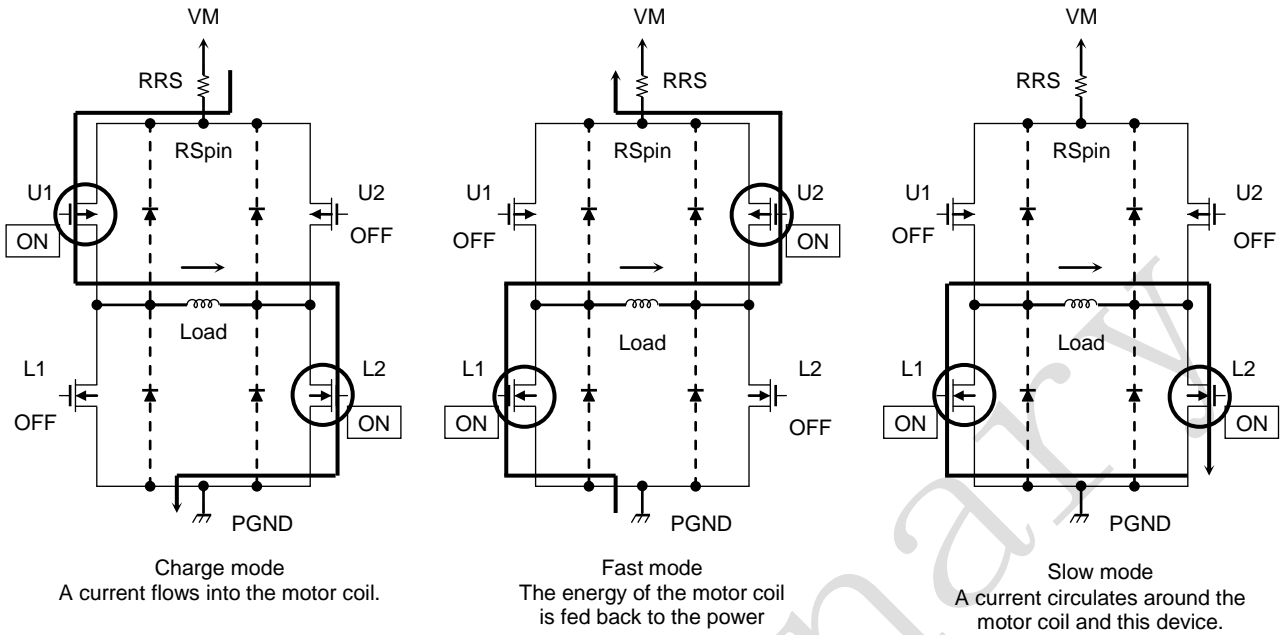 VM
RRS
RSpin
U1
U2
ON
OFF
Load
L1
L2
OFF
ON
PGND
Charge mode
A current flows into the motor coil.
VM
RRS
RSpin
U1
U2
OFF
ON
Load
L1
L2
ON
OFF
PGND
Fast mode
The energy of the motor coil
is fed back to the power
VM
RRS
RSpin
U1
U2
OFF
OFF
Load
L1
L2
ON
ON
PGND
Slow mode
A current circulates around the
motor coil and this device.
nary